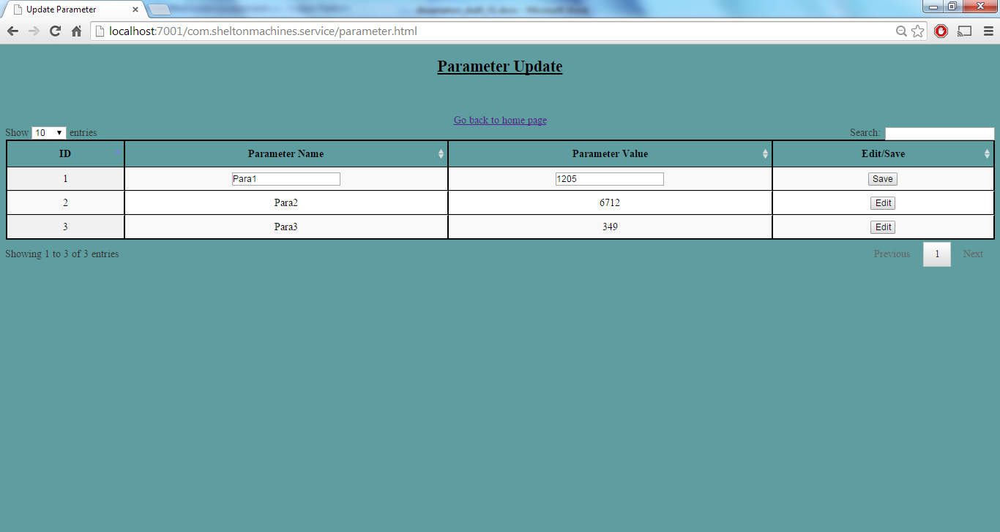 Update Parameter
localhost:7001/com.sheltonmachines.service/parameter.html
Parameter Update
Go back to home page
Show 10 entries Search:
ID Parameter Name Parameter Value Edit/Save
1 Para1 1205 Save
2 Para2 6712 Edit
3 Para3 349 Edit
Showing 1 to 3 of 3 entries Previous 1 Next